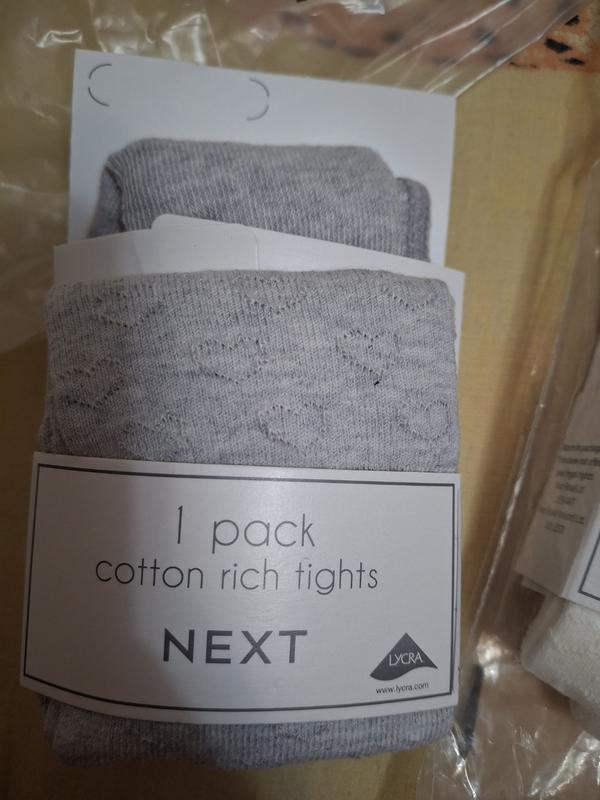 1 pack
cotton rich tights
NEXT
LYCRA
www.lycra.com